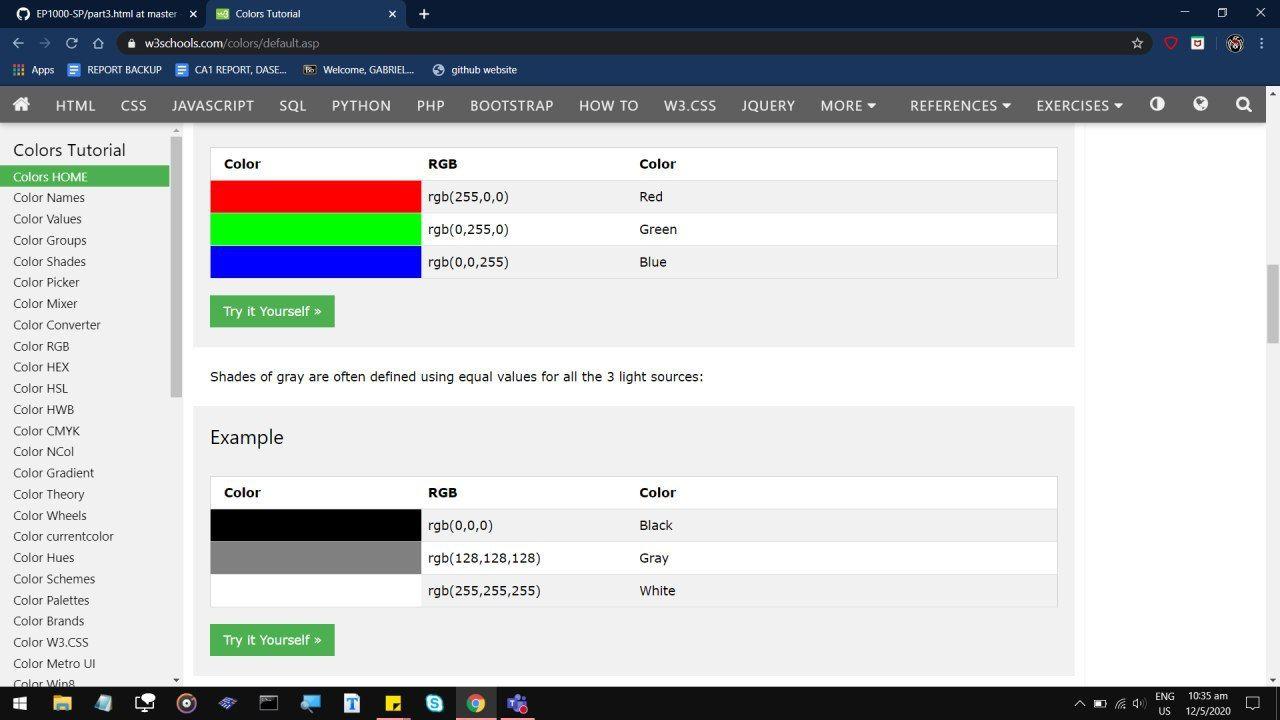 EP1000-SP/part3.html at master
Colors Tutorial
w3schools.com/colors/default.asp
Apps
REPORT BACKUP
CA1 REPORT, DASE...
Welcome, GABRIEL...
github website
HTML CSS JAVASCRIPT SQL PYTHON PHP BOOTSTRAP HOW TO W3.CSS JQUERY MORE REFERENCES EXERCISES
Colors Tutorial
Colors HOME
Color Names
Color Values
Color Groups
Color Shades
Color Picker
Color Mixer
Color Converter
Color RGB
Color HEX
Color HSL
Color HWB
Color CMYK
Color NCol
Color Gradient
Color Theory
Color Wheels
Color currentcolor
Color Hues
Color Schemes
Color Palettes
Color Brands
Color W3.CSS
Color Metro UI
Color Win8
Color RGB Color
rgb(255,0,0) Red
rgb(0,255,0) Green
rgb(0,0,255) Blue
Try it Yourself »
Shades of gray are often defined using equal values for all the 3 light sources:
Example
Color RGB Color
rgb(0,0,0) Black
rgb(128,128,128) Gray
rgb(255,255,255) White
Try it Yourself »
ENG
US
10:35 am
12/5/2020